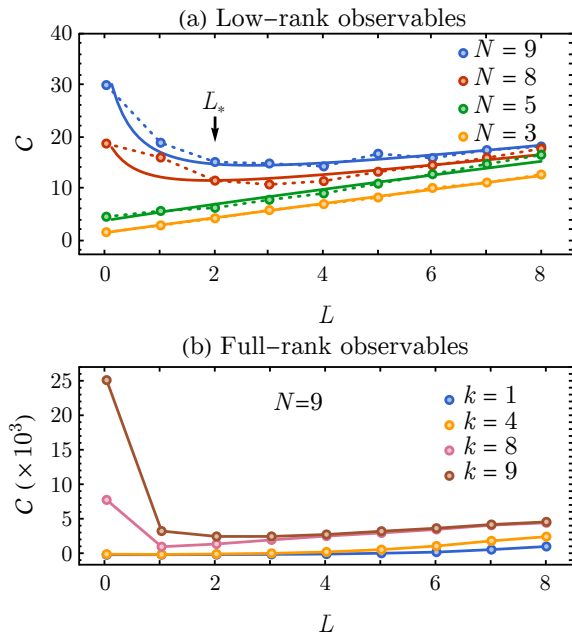 (a) Low-rank observables
40
30
20
10
0
C
L*
N = 9
N = 8
N = 5
N = 3
0 2 4 6 8
L
(b) Full-rank observables
25
20
15
10
5
0
C (×10³)
N=9
k = 1
k = 4
k = 8
k = 9
0 2 4 6 8
L